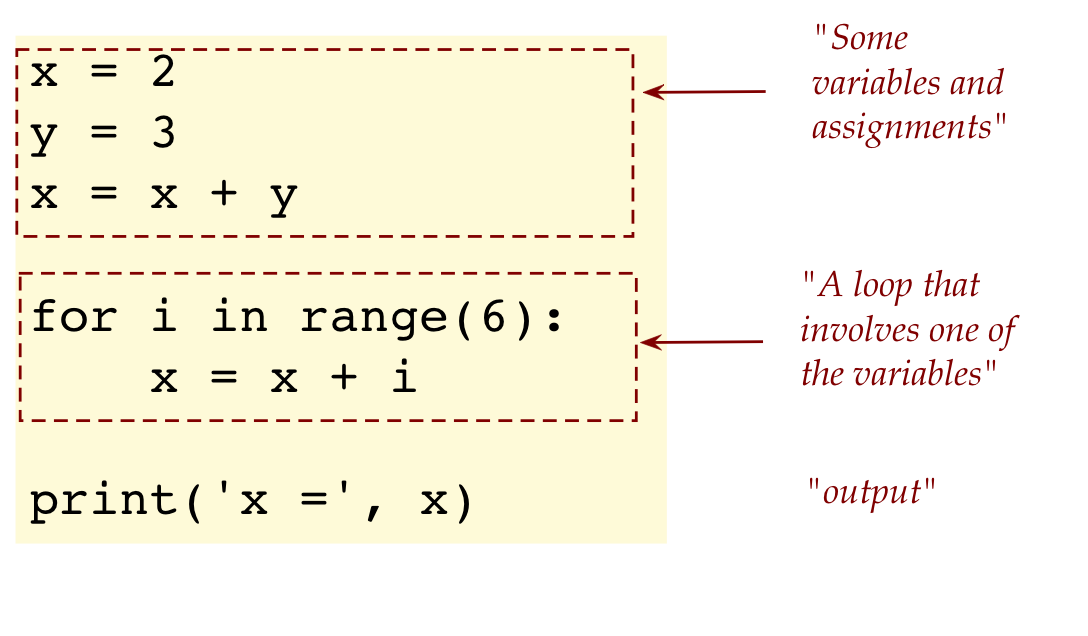 x = 2
y = 3
x = x + y
"Some
variables and
assignments"
for i in range(6):
    x = x + i
"A loop that
involves one of
the variables"
print('x =', x)
"output"